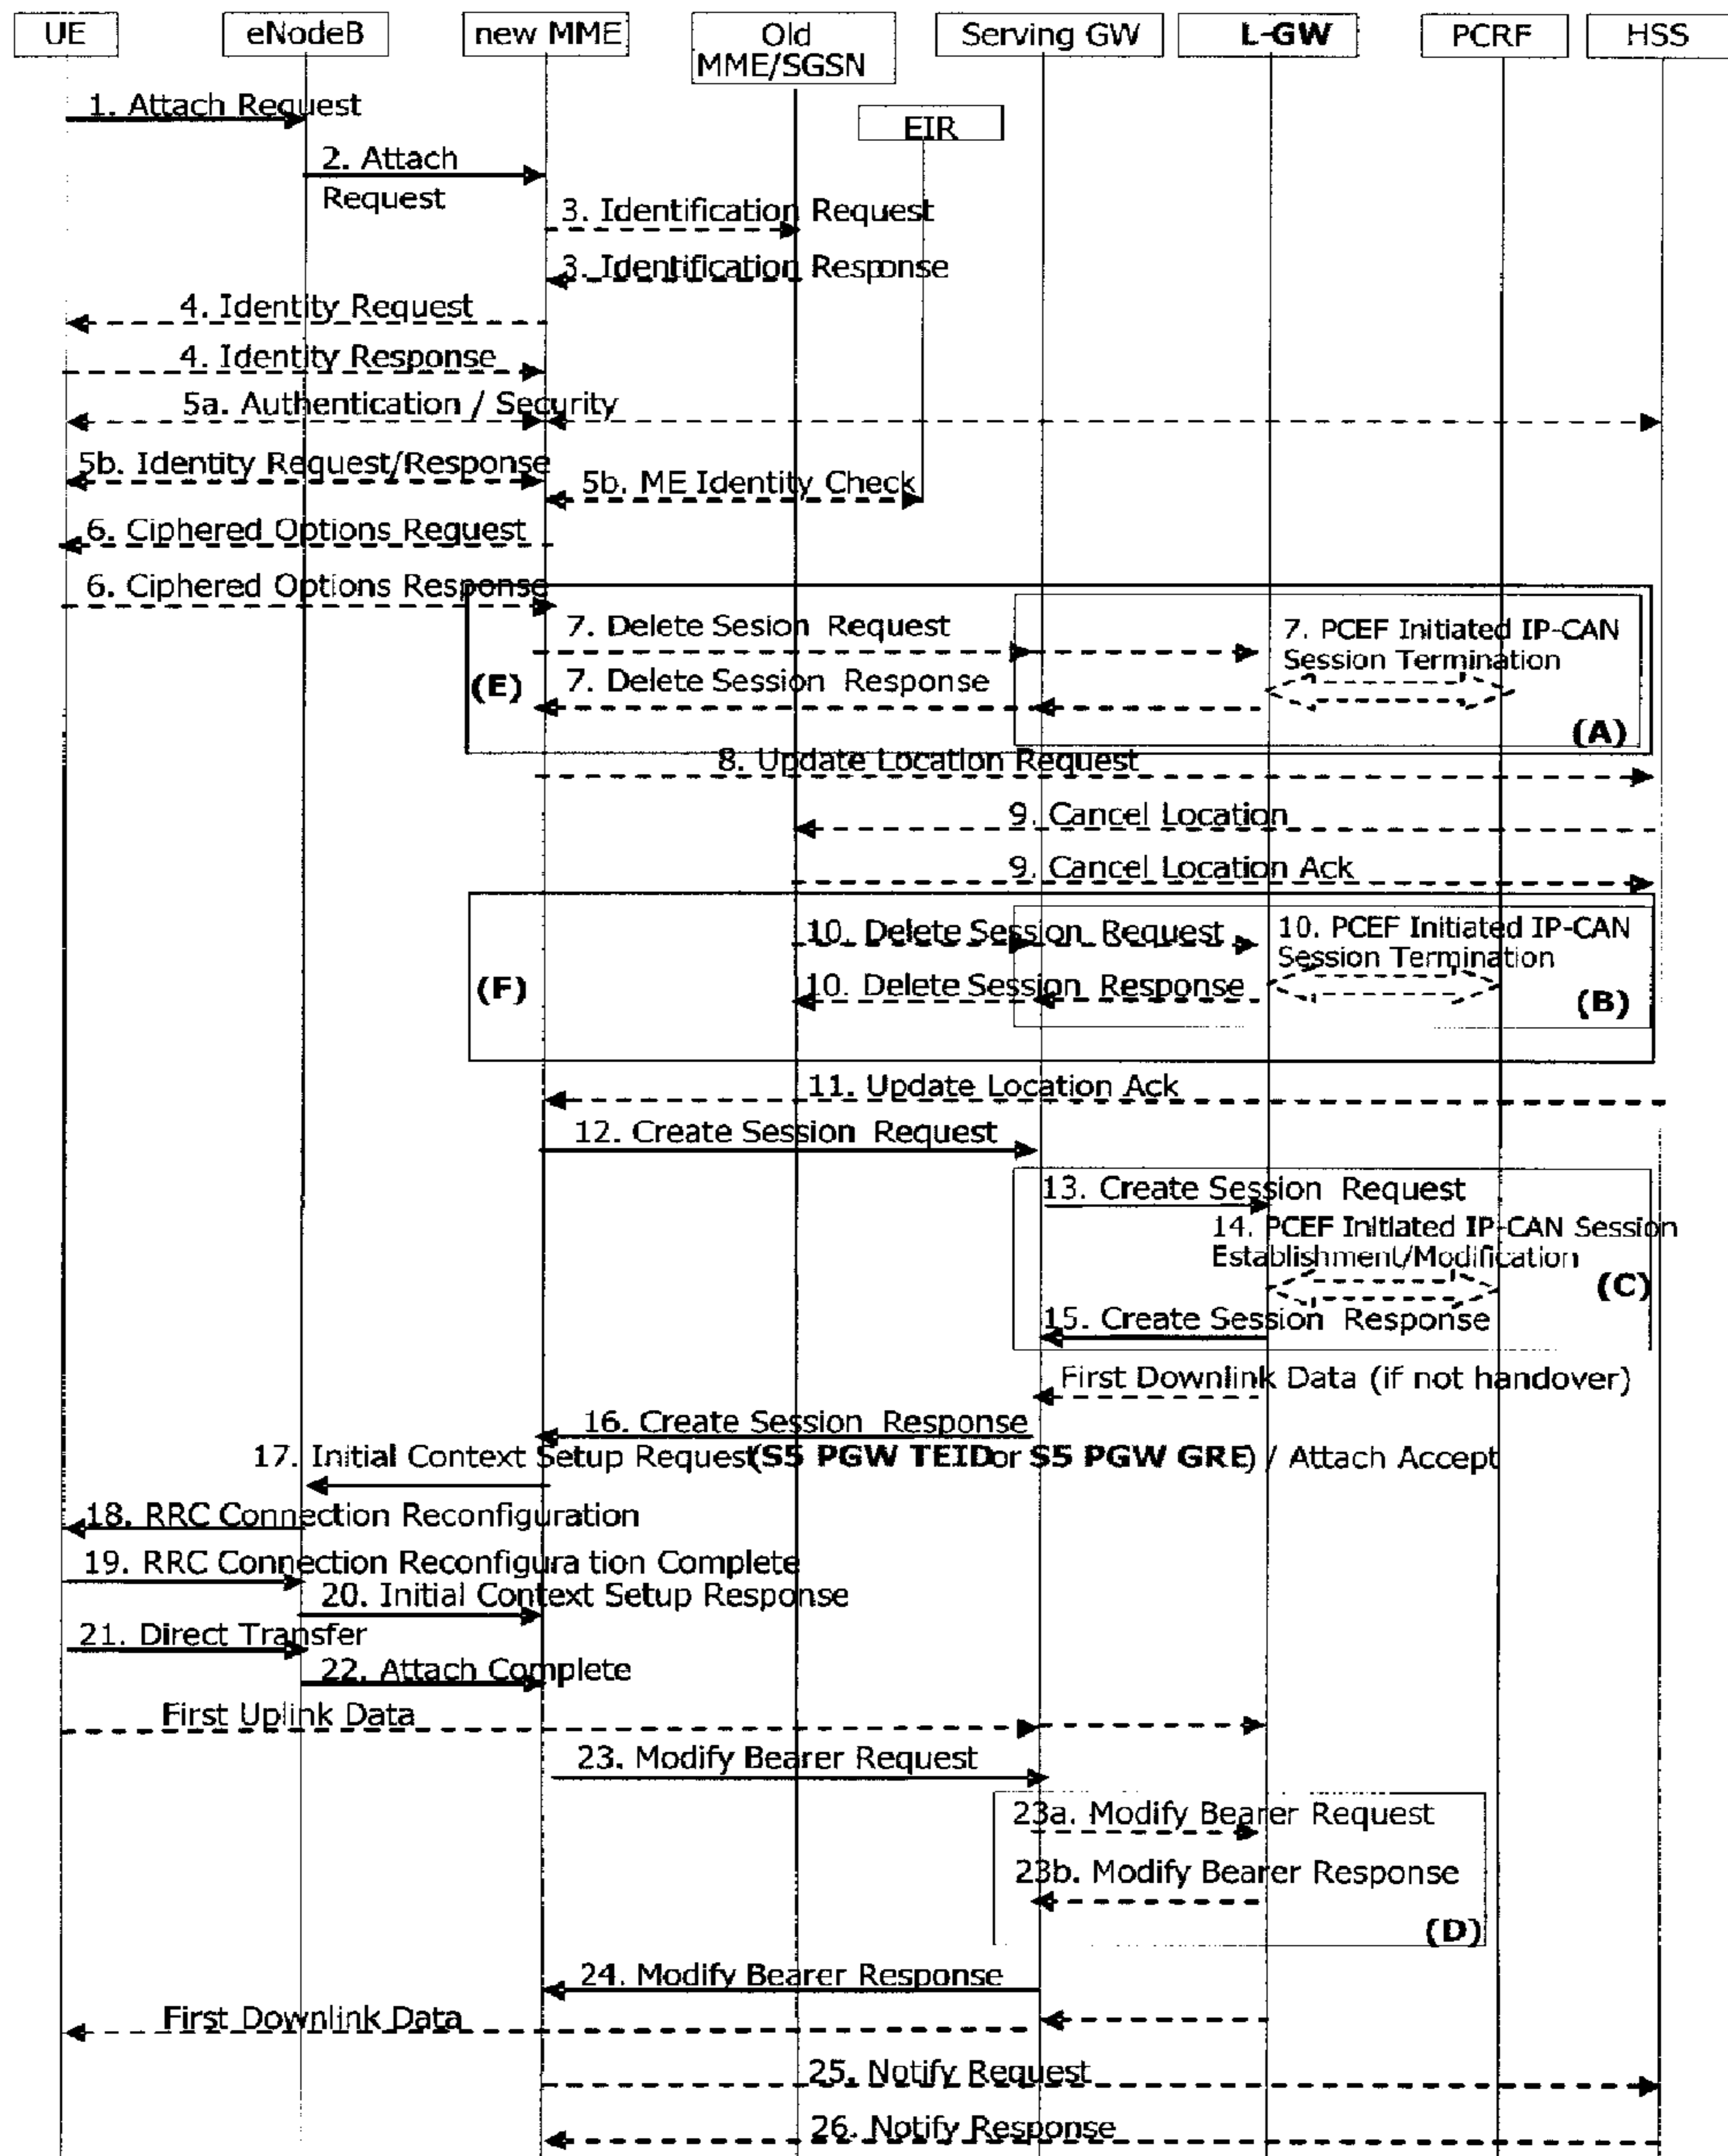 UE
eNodeB
new MME
Old
MME/SGSN
Serving GW
L-GW
PCRF
HSS
1. Attach Request
EIR
2. Attach
Request
3. Identification Request
3. Identification Response
4. Identity Request
4. Identity Response
5a. Authentication / Security
5b. Identity Request/Response
5b. ME Identity Check
6. Ciphered Options Request
6. Ciphered Options Response
7. Delete Sesion Request
7. PCEF Initiated IP-CAN
Session Termination
(E)
7. Delete Session Response
(A)
8. Update Location Request
9. Cancel Location
9. Cancel Location Ack
10. Delete Session Request
10. PCEF Initiated IP-CAN
Session Termination
(F)
10. Delete Session Response
(B)
11. Update Location Ack
12. Create Session Request
13. Create Session Request
14. PCEF Initiated IP-CAN Session
Establishment/Modification
(C)
15. Create Session Response
First Downlink Data (if not handover)
16. Create Session Response
17. Initial Context Setup Request(S5 PGW TEID or S5 PGW GRE) / Attach Accept
18. RRC Connection Reconfiguration
19. RRC Connection Reconfigura tion Complete
20. Initial Context Setup Response
21. Direct Transfer
22. Attach Complete
First Uplink Data
23. Modify Bearer Request
23a. Modify Bearer Request
23b. Modify Bearer Response
(D)
24. Modify Bearer Response
First Downlink Data
25. Notify Request
26. Notify Response